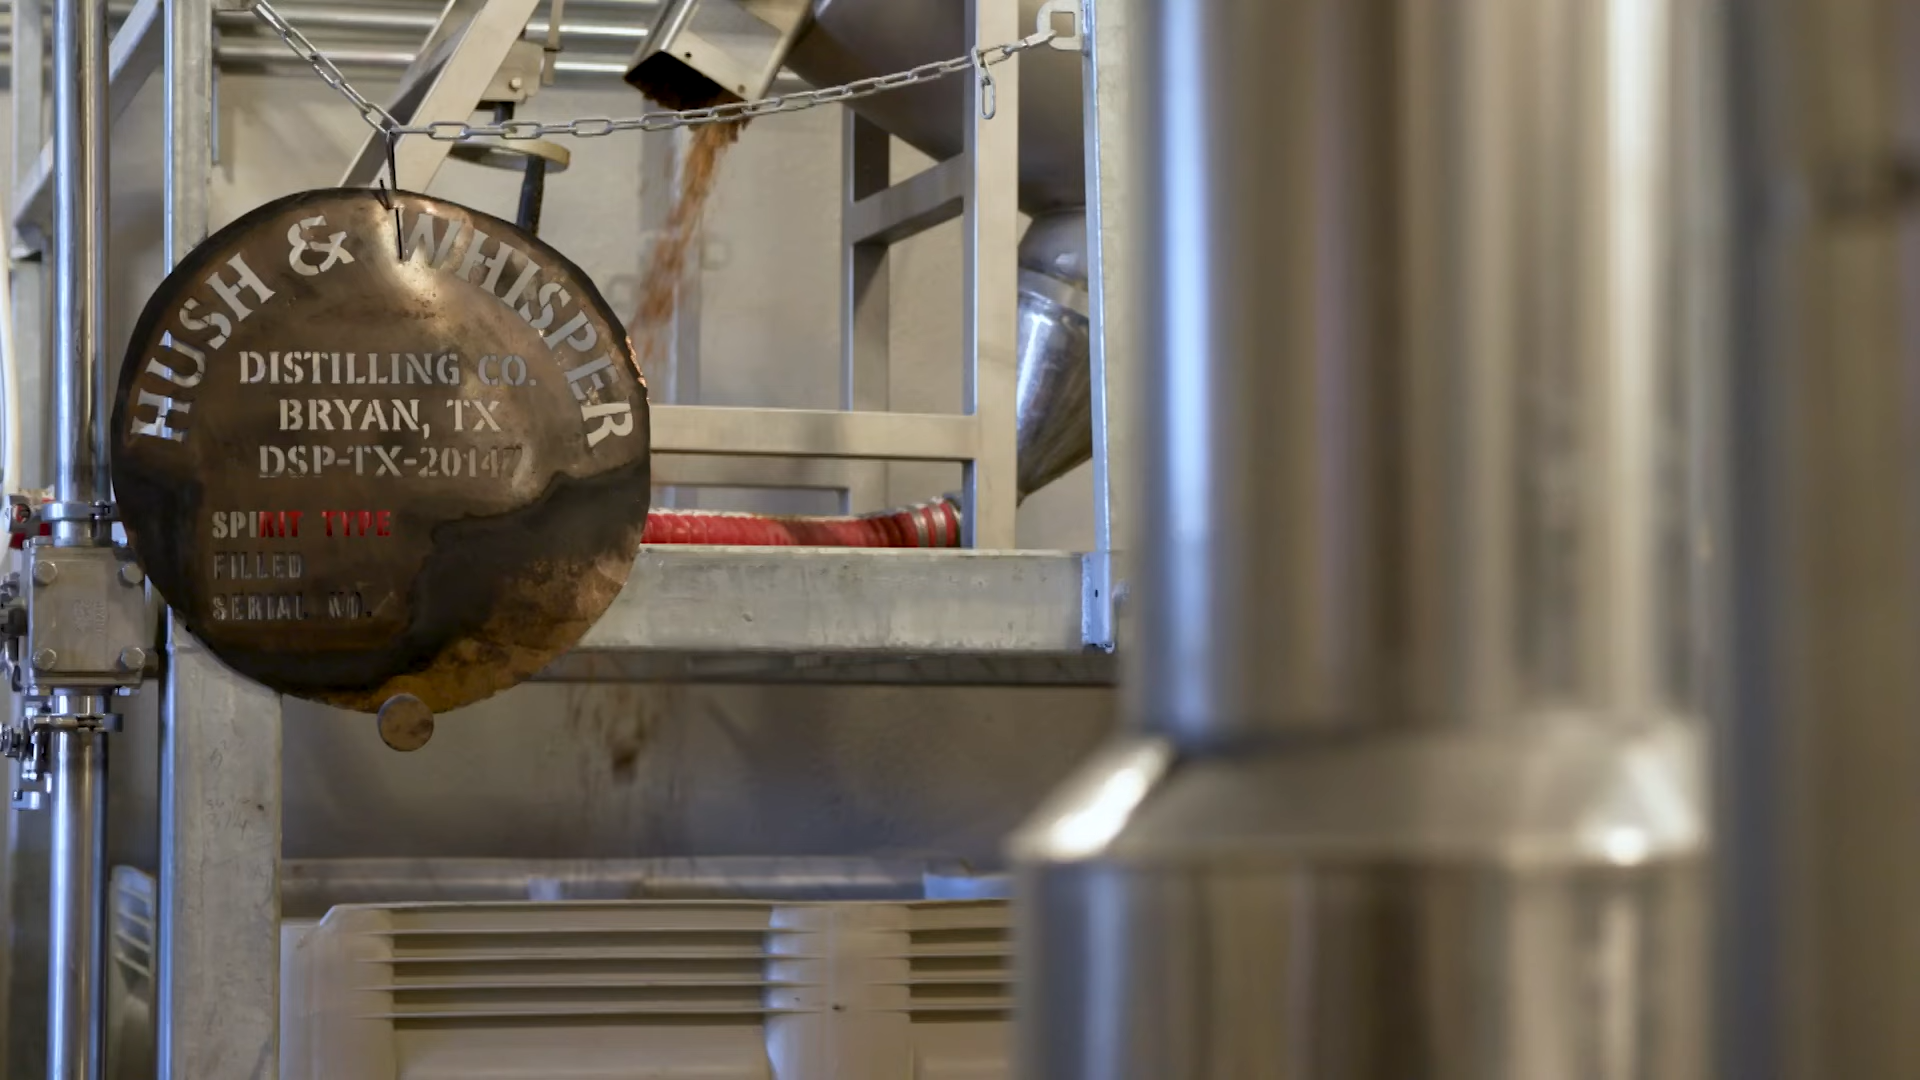 HUSH & WHISPER
DISTILLING CO.
BRYAN, TX
DSP-TX-20147
SPIRIT TYPE
FILLED
SERIAL NO.